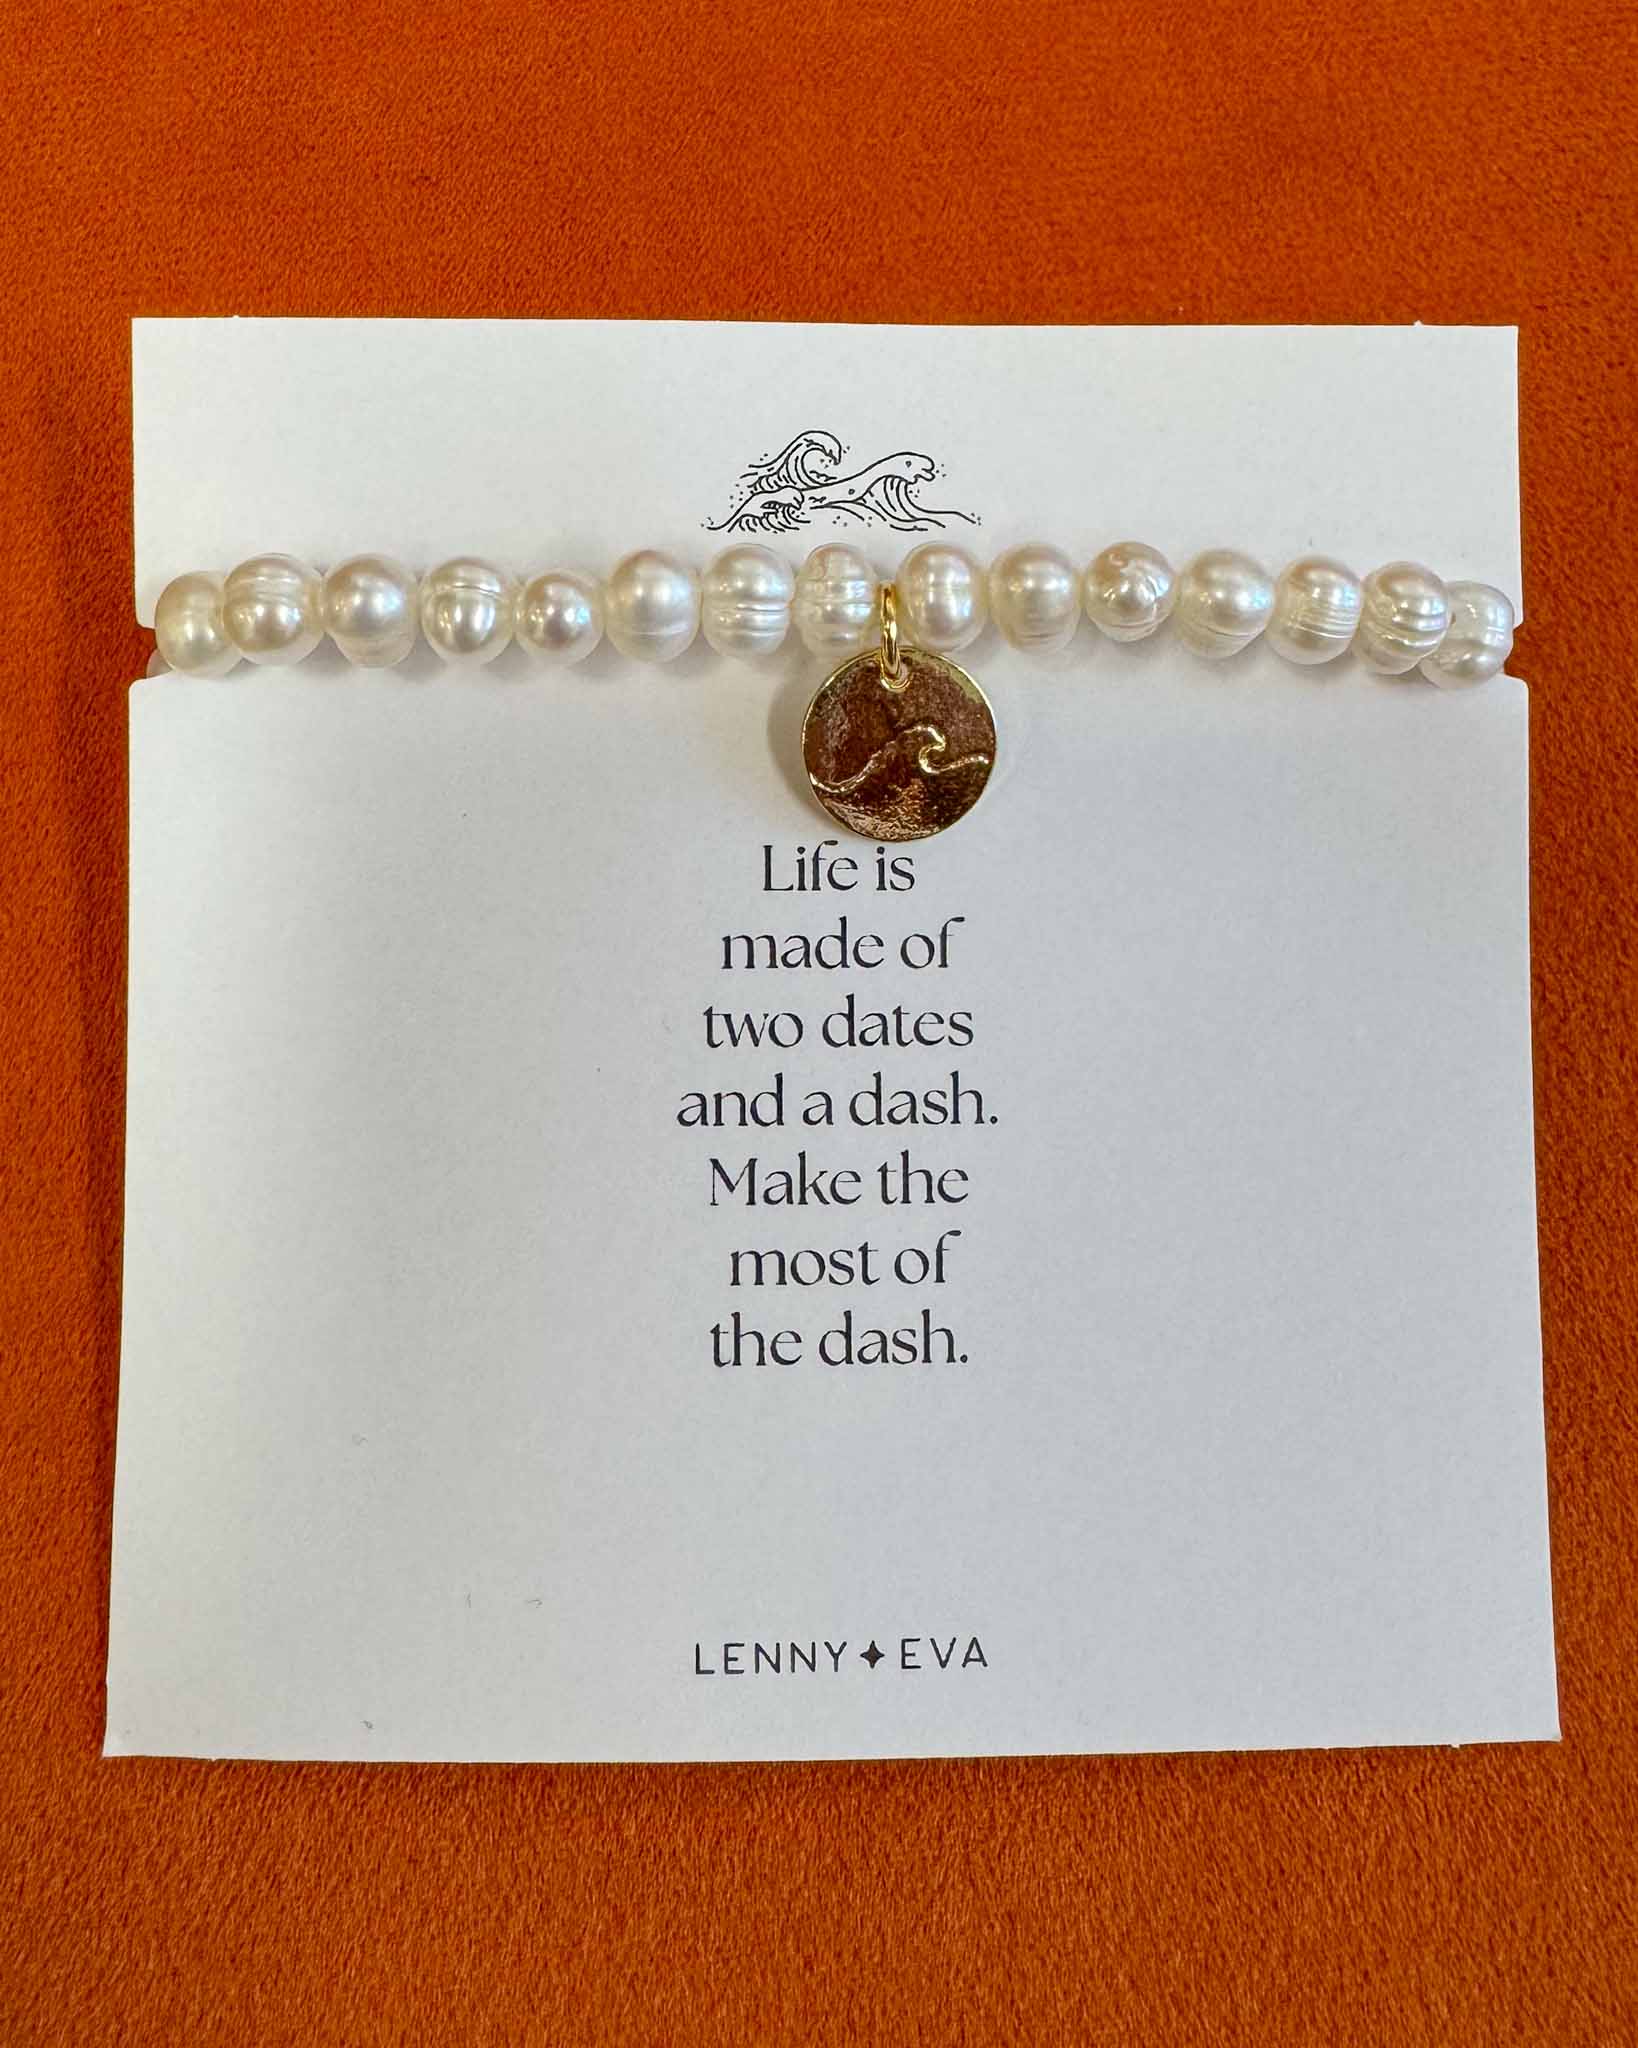 Life is
made of
two dates
and a dash.
Make the
most of
the dash.
LENNY✦EVA